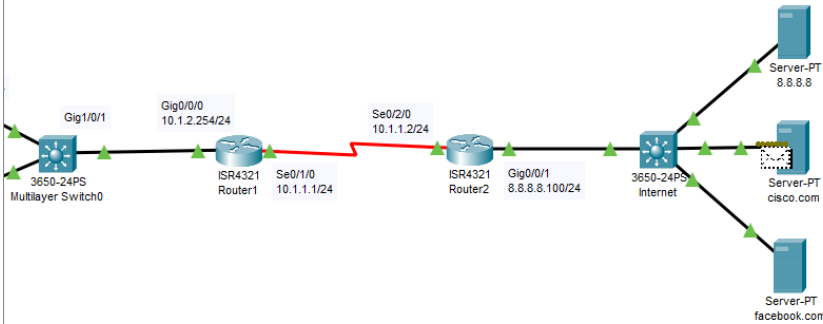 Gig1/0/1
3650-24PS
Multilayer Switch0
Gig0/0/0
10.1.2.254/24
ISR4321
Router1
Se0/1/0
10.1.1.1/24
Se0/2/0
10.1.1.2/24
ISR4321
Router2
Gig0/0/1
8.8.8.8.100/24
3650-24PS
Internet
Server-PT
8.8.8.8
Server-PT
cisco.com
Server-PT
facebook.com